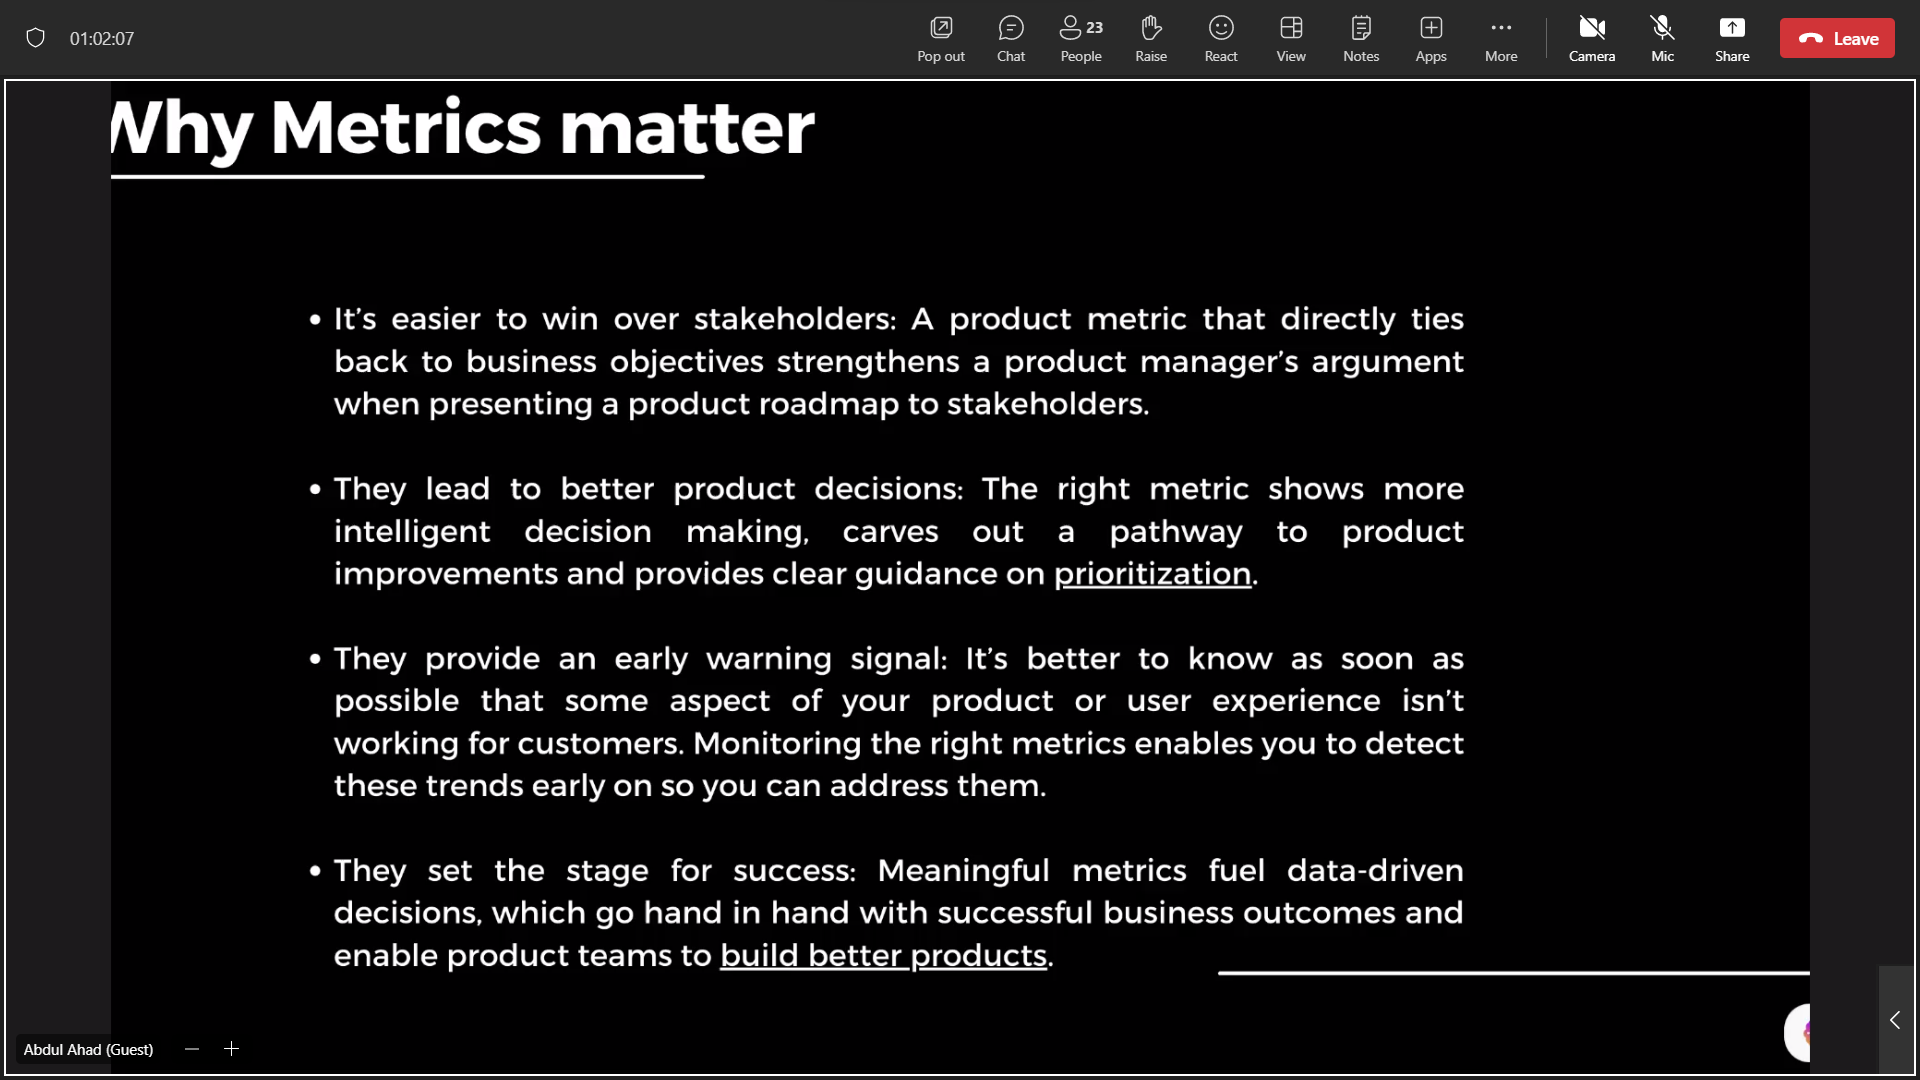 01:02:07
Pop out
Chat
23
People
Raise
React
View
Notes
Apps
More
Camera
Mic
Share
Leave
Why Metrics matter
• It's easier to win over stakeholders: A product metric that directly ties
back to business objectives strengthens a product manager's argument
when presenting a product roadmap to stakeholders.
• They lead to better product decisions: The right metric shows more
intelligent decision making, carves out a pathway to product
improvements and provides clear guidance on prioritization.
• They provide an early warning signal: It's better to know as soon as
possible that some aspect of your product or user experience isn't
working for customers. Monitoring the right metrics enables you to detect
these trends early on so you can address them.
• They set the stage for success: Meaningful metrics fuel data-driven
decisions, which go hand in hand with successful business outcomes and
enable product teams to build better products.
Abdul Ahad (Guest)